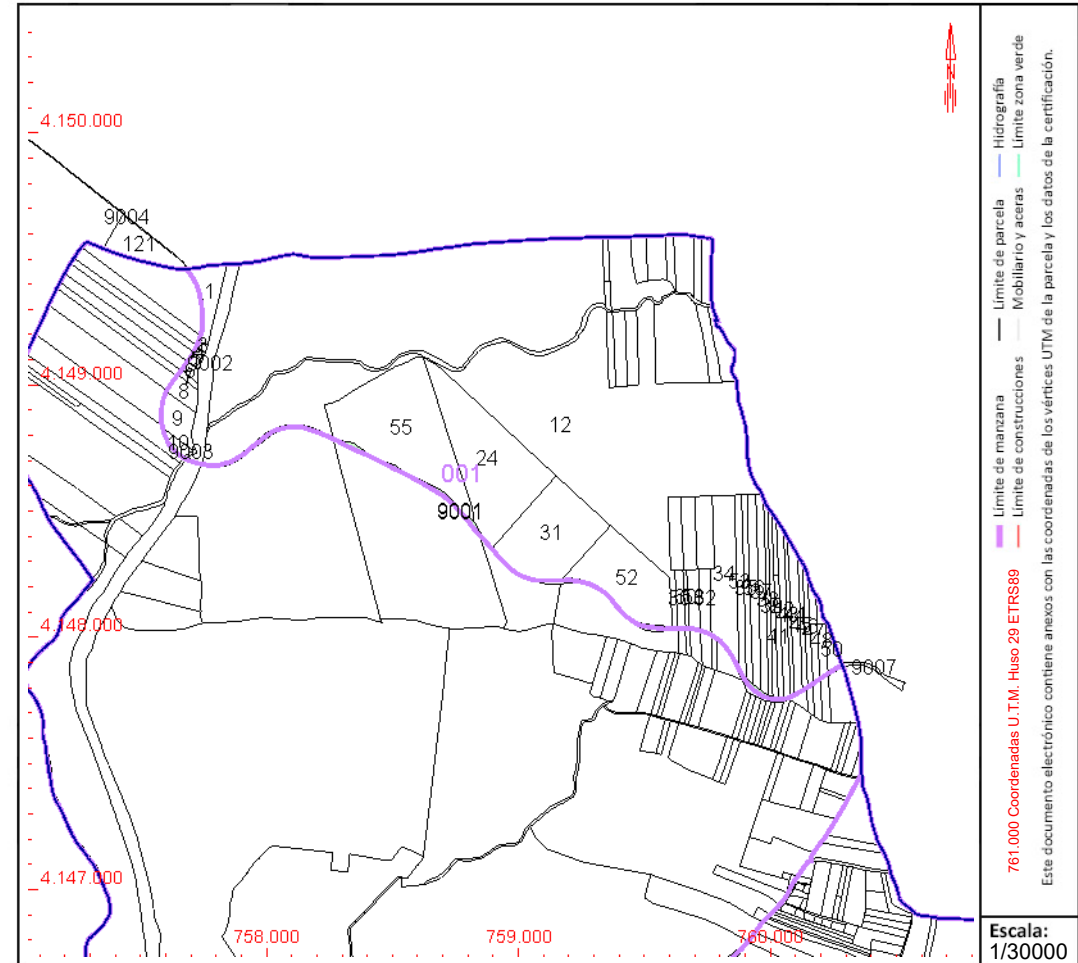 4.150.000
9004
121
1
9002
4.149.000
8
9
10
9003
55
12
24
001
9001
31
52
34
41
50
9007
4.148.000
4.147.000
758.000
759.000
760.000
N
Límite de manzana
Límite de parcela
Hidrografía
Límite de construcciones
Mobiliario y aceras
Límite zona verde
761.000 Coordenadas U.T.M. Huso 29 ETRS89
Este documento electrónico contiene anexos con las coordenadas de los vértices UTM de la parcela y los datos de la certificación.
Escala:
1/30000